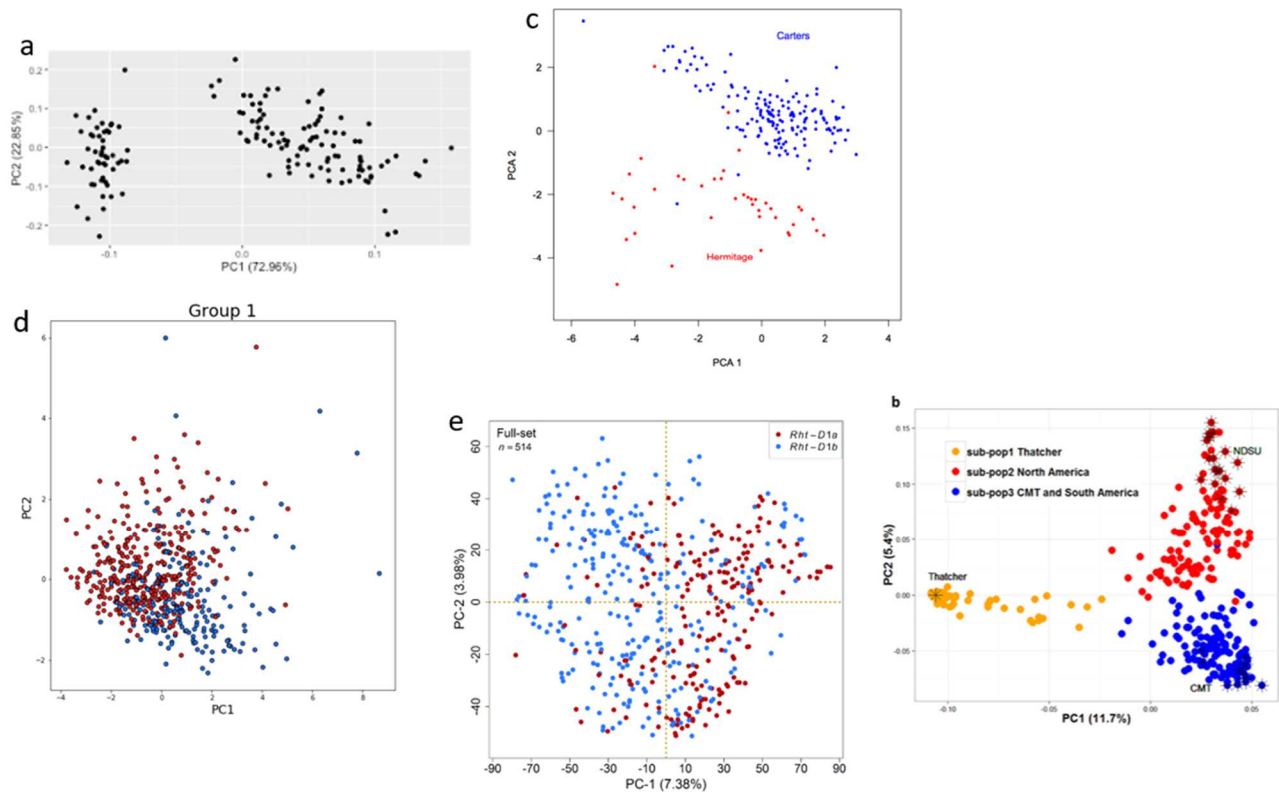 a
0.2
0.1
0.0
-0.1
-0.2
PC2 (22.85%)
-0.1 0.0 0.1
PC1 (72.96%)
c
Carters
Hermitage
2
0
-2
-4
PCA 2
-6 -4 -2 0 2 4
PCA 1
d
Group 1
6
4
2
0
-2
PC2
-4 -2 0 2 4 6 8
PC1
e
Full-set
n = 514
Rht-D1a
Rht-D1b
60
40
20
0
-20
-40
PC-2 (3.98%)
-90 -70 -50 -30 -10 10 30 50 70 90
PC-1 (7.38%)
b
sub-pop1 Thatcher
sub-pop2 North America
sub-pop3 CMT and South America
NDSU
Thatcher
CMT
0.15
0.10
0.05
0.00
-0.05
PC2 (5.4%)
-0.10 -0.05 0.00 0.05
PC1 (11.7%)